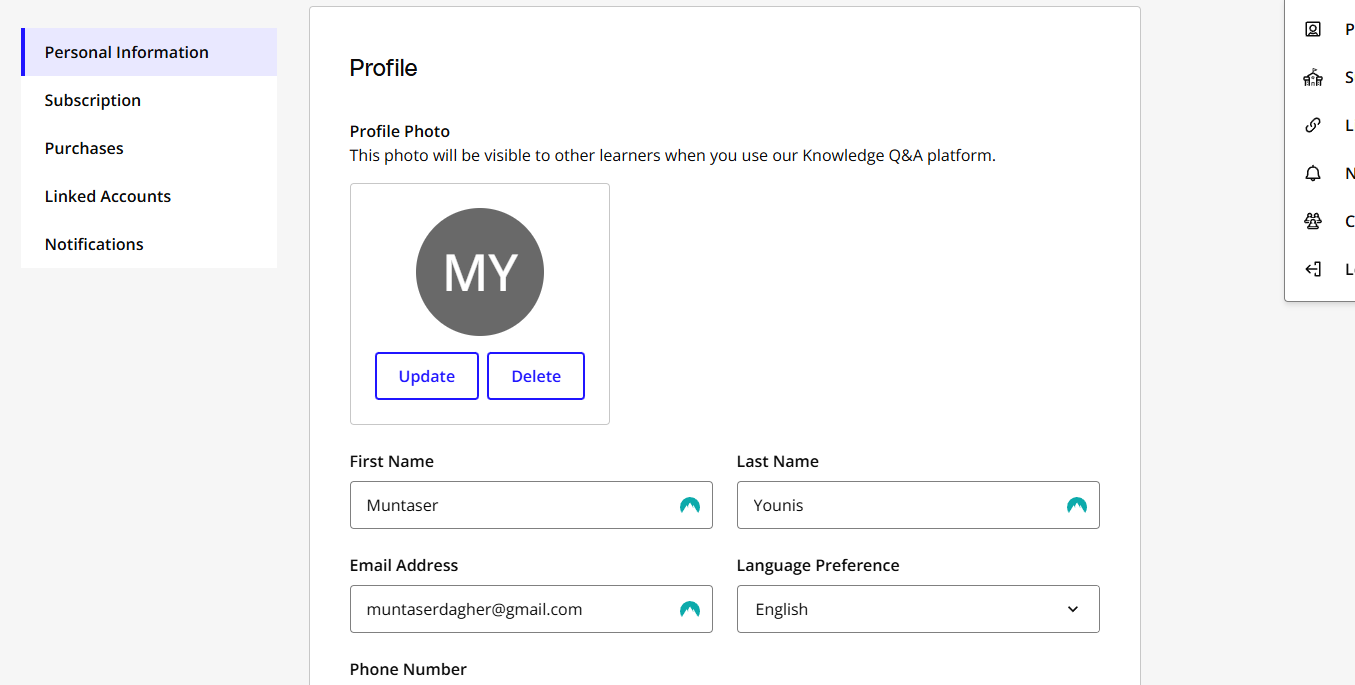 Personal Information
Subscription
Purchases
Linked Accounts
Notifications
Profile
Profile Photo
This photo will be visible to other learners when you use our Knowledge Q&A platform.
MY
Update Delete
First Name Last Name
Muntaser Younis
Email Address Language Preference
muntaserdagher@gmail.com English
Phone Number
P
S
L
N
C